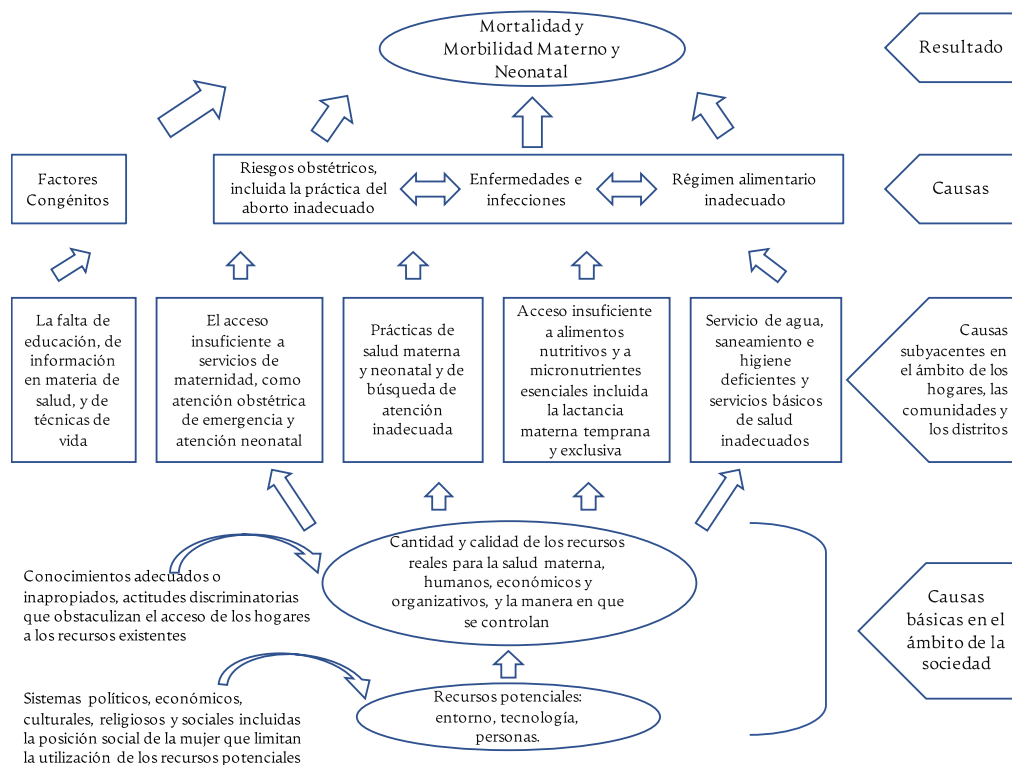 Mortalidad y
Morbilidad Materno y
Neonatal
Resultado
Factores
Congénitos
Riesgos obstétricos,
incluida la práctica del
aborto inadecuado
Enfermedades e
infecciones
Régimen alimentario
inadecuado
Causas
La falta de
educación, de
información
en materia de
salud, y de
técnicas de
vida
El acceso
insuficiente a
servicios de
maternidad, como
atención obstétrica
de emergencia y
atención neonatal
Prácticas de
salud materna
y neonatal y de
búsqueda de
atención
inadecuada
Acceso insuficiente
a alimentos
nutritivos y a
micronutrientes
esenciales incluida
la lactancia
materna temprana
y exclusiva
Servicio de agua,
saneamiento e
higiene
deficientes y
servicios básicos
de salud
inadecuados
Causas
subyacentes en
el ámbito de los
hogares, las
comunidades y
los distritos
Conocimientos adecuados o
inapropiados, actitudes discriminatorias
que obstaculizan el acceso de los hogares
a los recursos existentes
Cantidad y calidad de los recursos
reales para la salud materna,
humanos, económicos y
organizativos, y la manera en que
se controlan
Causas
básicas en el
ámbito de la
sociedad
Sistemas políticos, económicos,
culturales, religiosos y sociales incluidas
la posición social de la mujer que limitan
la utilización de los recursos potenciales
Recursos potenciales:
entorno, tecnología,
personas.